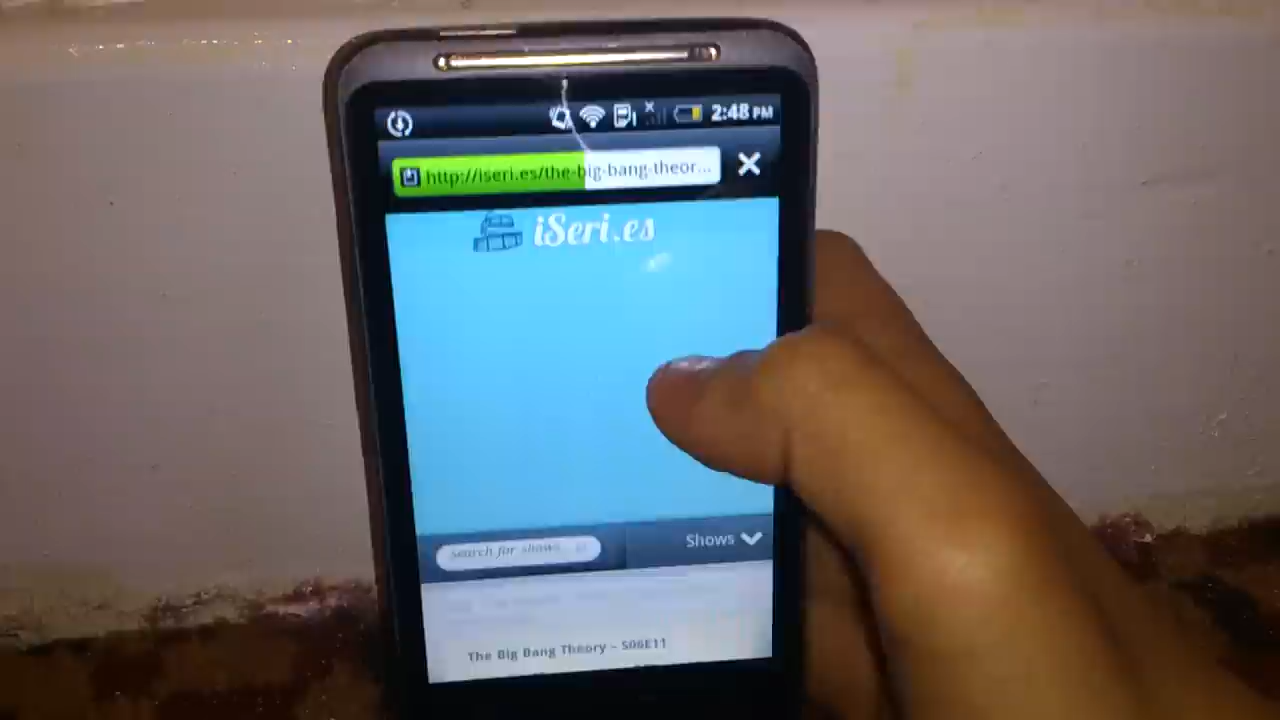 2:48 PM
http://iseri.es/the-big-bang-theor...
iSeri.es
Search for shows...
Shows
The Big Bang Theory - S06E11